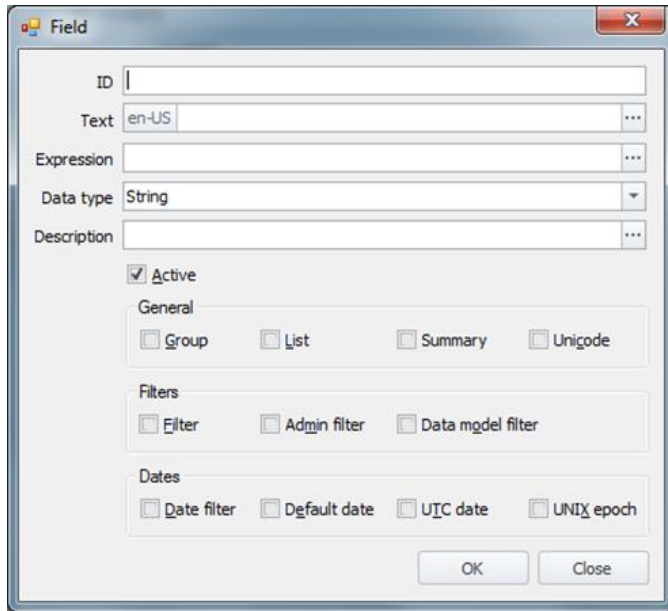 Field
ID
Text en-US ...
Expression ...
Data type String
Description ...
Active
General
Group List Summary Unicode
Filters
Filter Admin filter Data model filter
Dates
Date filter Default date UTC date UNIX epoch
OK Close